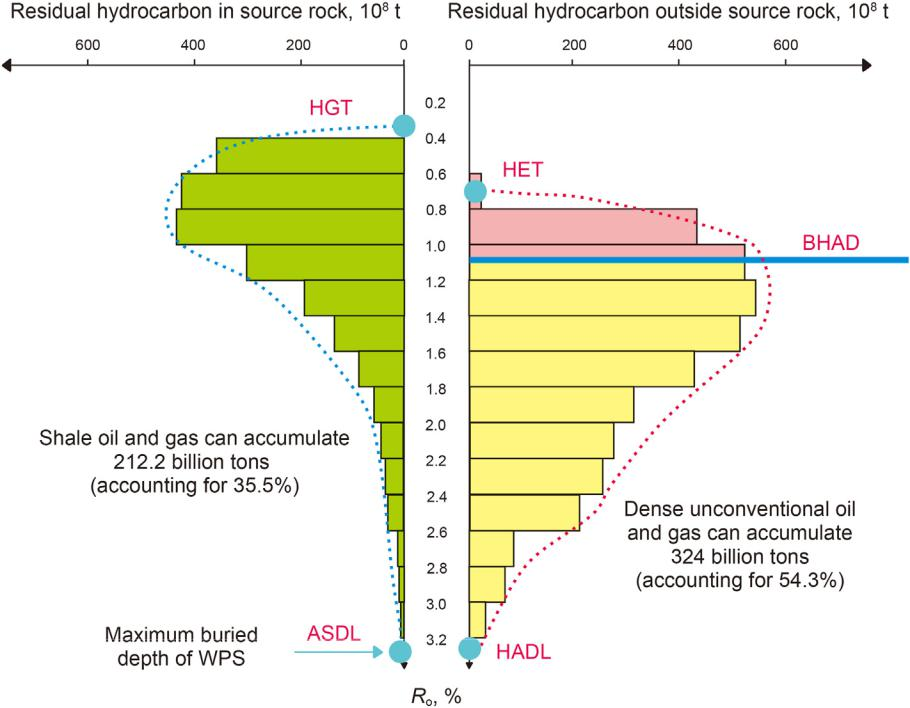 Residual hydrocarbon in source rock, 10⁸ t
Residual hydrocarbon outside source rock, 10⁸ t
600 400 200 0
0 200 400 600
0.2
HGT
0.4
HET
0.6
0.8
BHAD
1.0
1.2
1.4
1.6
1.8
2.0
2.2
2.4
2.6
2.8
3.0
3.2
Shale oil and gas can accumulate
212.2 billion tons
(accounting for 35.5%)
Dense unconventional oil
and gas can accumulate
324 billion tons
(accounting for 54.3%)
Maximum buried
depth of WPS
ASDL
HADL
Rₒ, %